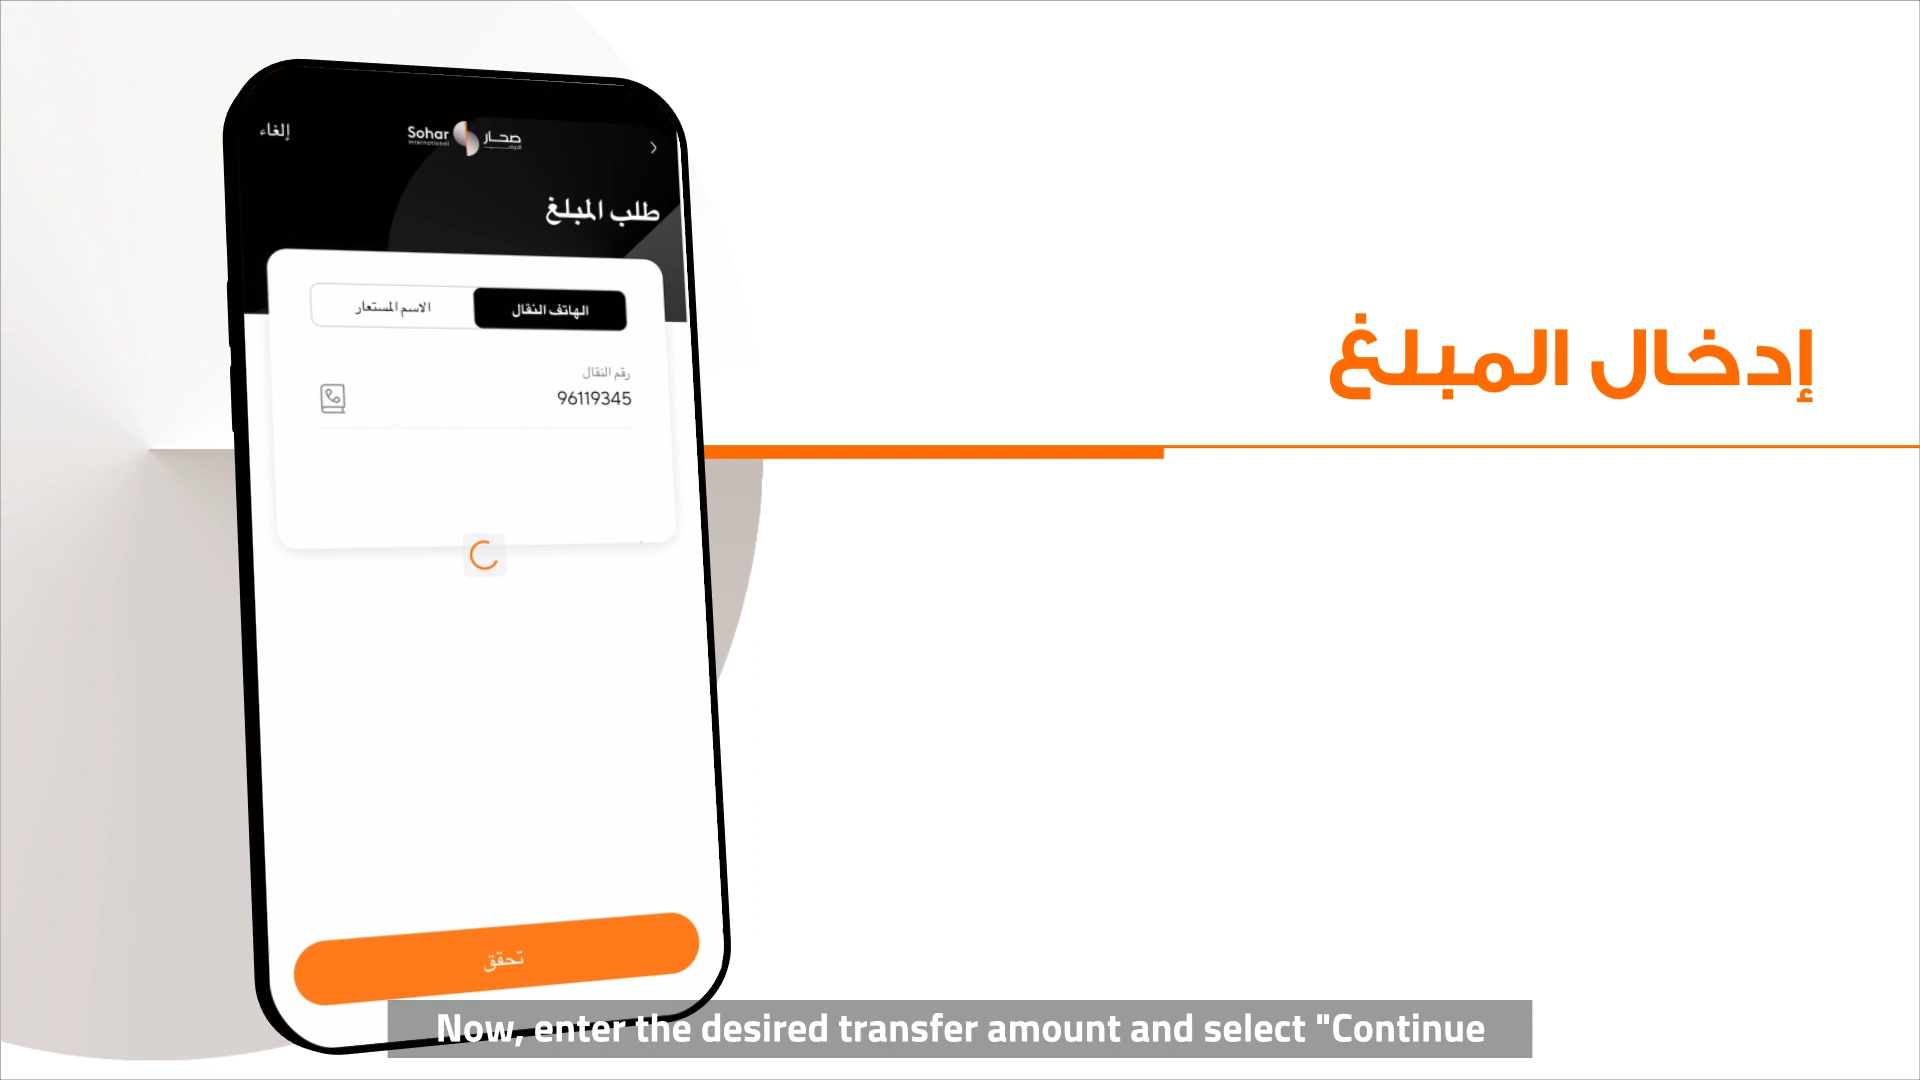 إلغاء
Sohar
International
صحار
الدولي
طلب المبلغ
الهاتف النقال
الاسم المستعار
رقم النقال
96119345
تحقق
إدخال المبلغ
Now, enter the desired transfer amount and select "Continue